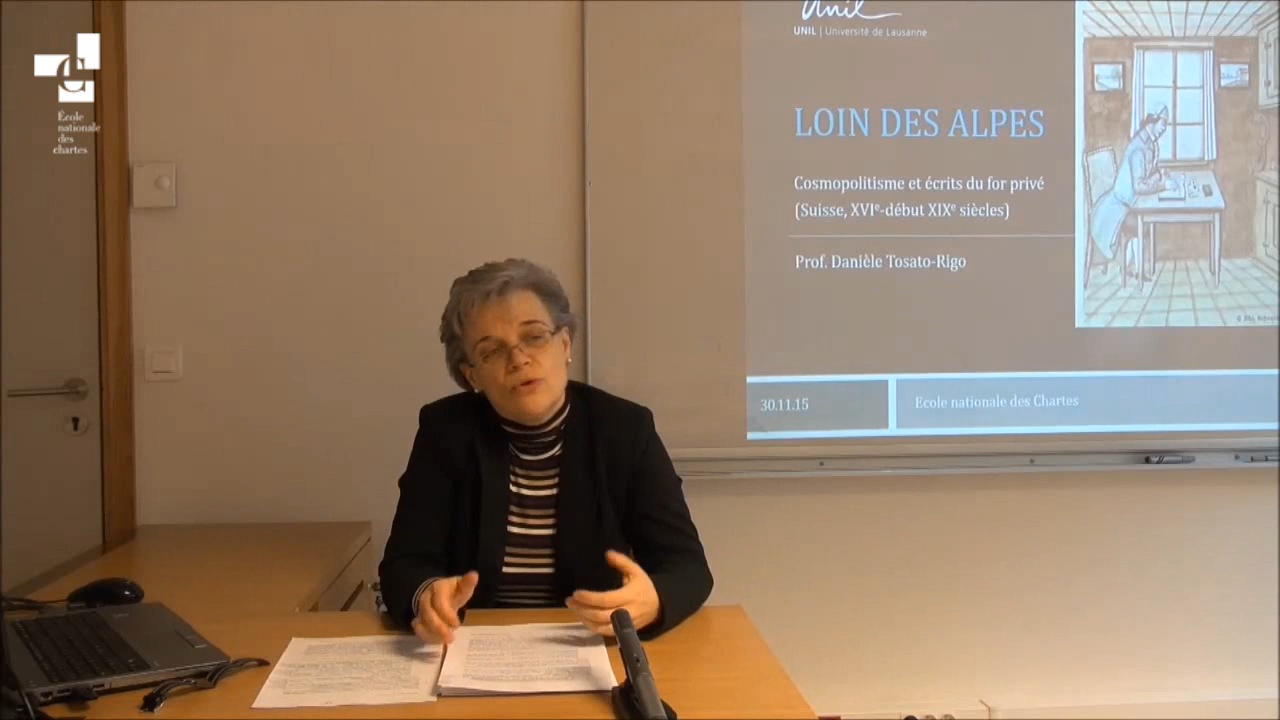 École
nationale
des
chartes
Unil
UNIL | Université de Lausanne
LOIN DES ALPES
Cosmopolitisme et écrits du for privé
(Suisse, XVIᵉ-début XIXᵉ siècles)
Prof. Danièle Tosato-Rigo
30.11.15
Ecole nationale des Chartes